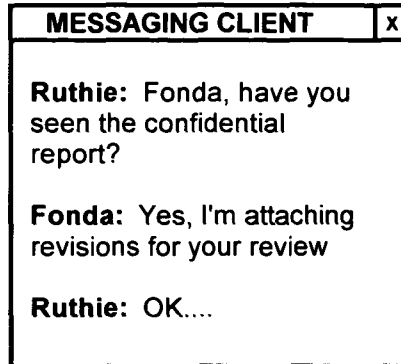 MESSAGING CLIENT x
Ruthie: Fonda, have you
seen the confidential
report?
Fonda: Yes, I'm attaching
revisions for your review
Ruthie: OK....